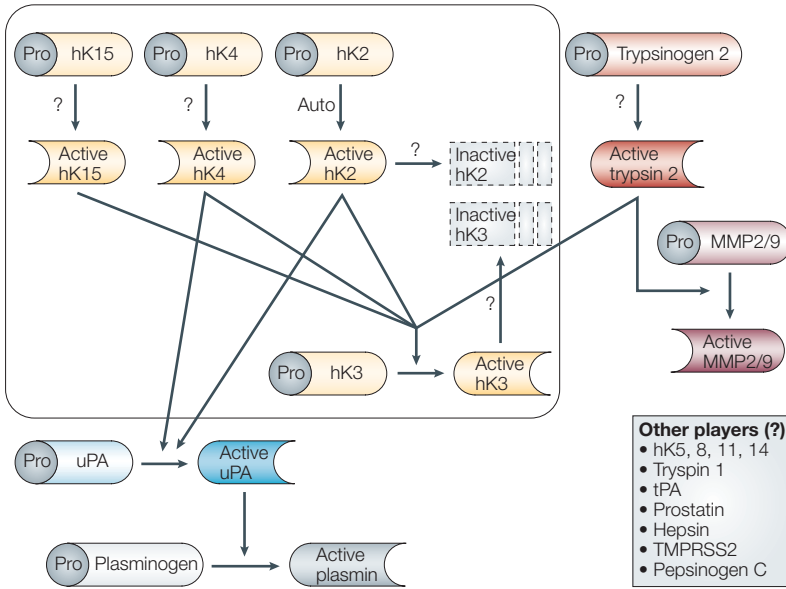 Pro hK15
Pro hK4
Pro hK2
Pro Trypsinogen 2
?
?
Auto
?
Active
hK15
Active
hK4
Active
hK2
?
Inactive
hK2
Active
trypsin 2
Inactive
hK3
Pro MMP2/9
?
Pro hK3
Active
hK3
Active
MMP2/9
Pro uPA
Active
uPA
Pro Plasminogen
Active
plasmin
Other players (?)
• hK5, 8, 11, 14
• Tryspin 1
• tPA
• Prostatin
• Hepsin
• TMPRSS2
• Pepsinogen C